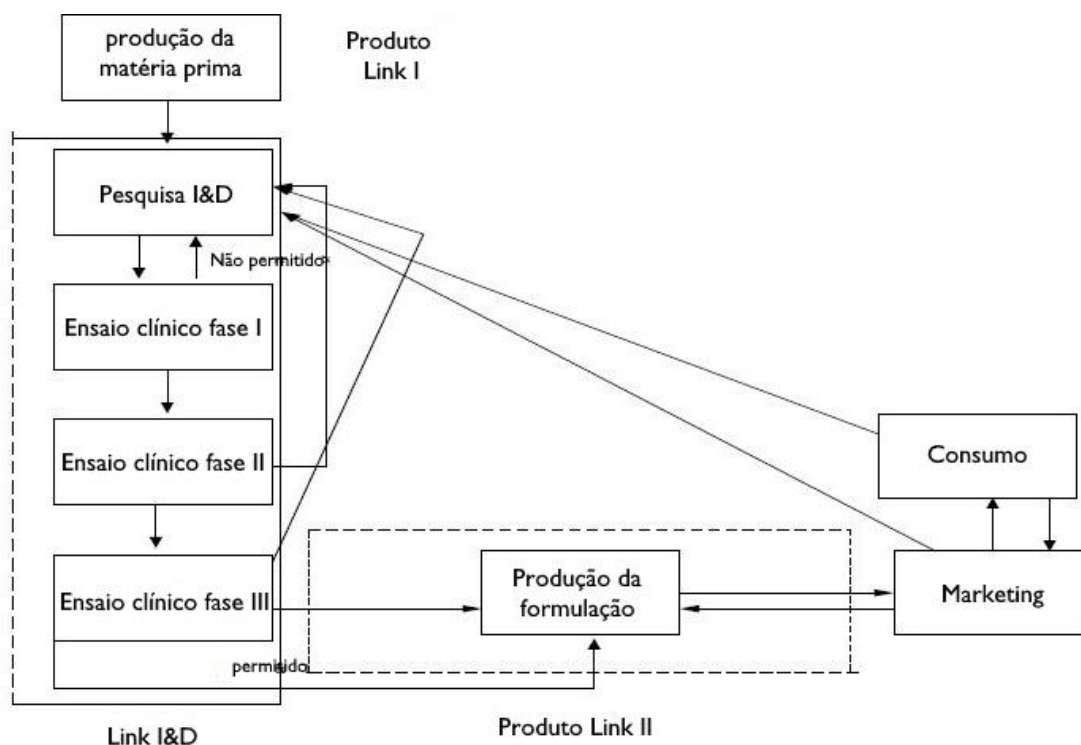 produção da
matéria prima
Produto
Link I
Pesquisa I&D
Não permitido
Ensaio clínico fase I
Ensaio clínico fase II
Consumo
Ensaio clínico fase III
Produção da
formulação
Marketing
permisido
Link I&D
Produto Link II